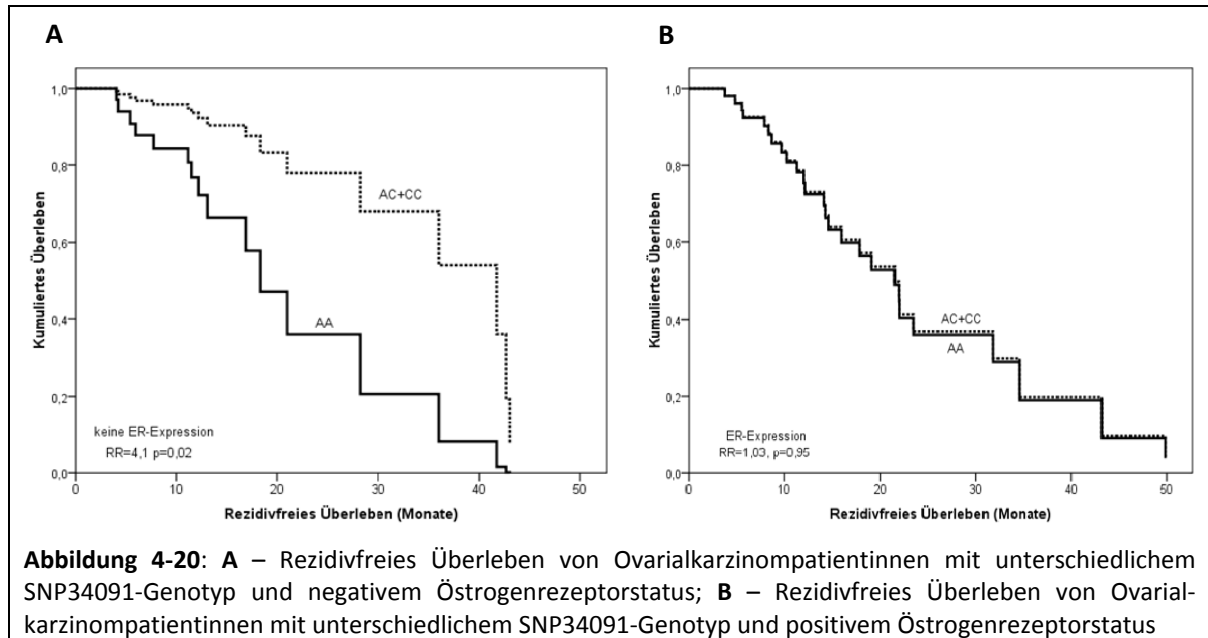 A
Kumuliertes Überleben
1,0
0,8
0,6
0,4
0,2
0,0
AC+CC
AA
keine ER-Expression
RR=4,1 p=0,02
0 10 20 30 40 50
Rezidivfreies Überleben (Monate)
B
Kumuliertes Überleben
1,0
0,8
0,6
0,4
0,2
0,0
AC+CC
AA
ER-Expression
RR=1,03, p=0,95
0 10 20 30 40 50
Rezidivfreies Überleben (Monate)
Abbildung 4-20: A – Rezidivfreies Überleben von Ovarialkarzinompatientinnen mit unterschiedlichem
SNP34091-Genotyp und negativem Östrogenrezeptorstatus; B – Rezidivfreies Überleben von Ovarial-
karzinompatientinnen mit unterschiedlichem SNP34091-Genotyp und positivem Östrogenrezeptorstatus